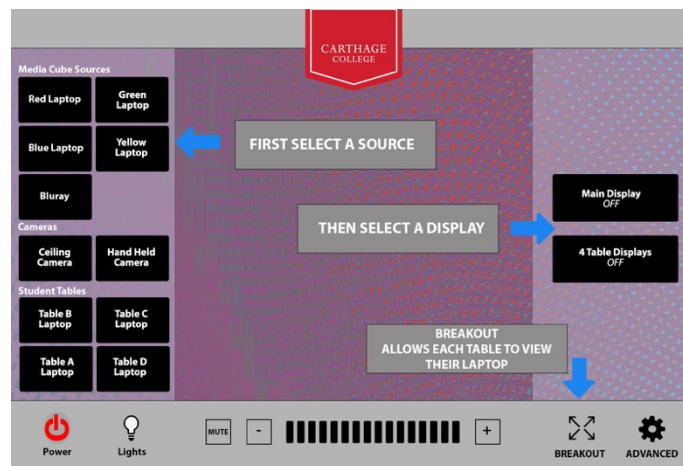 CARTHAGE
COLLEGE
Media Cube Sources
Red Laptop
Green
Laptop
Blue Laptop
Yellow
Laptop
Bluray
Cameras
Ceiling
Camera
Hand Held
Camera
Student Tables
Table B
Laptop
Table C
Laptop
Table A
Laptop
Table D
Laptop
FIRST SELECT A SOURCE
THEN SELECT A DISPLAY
Main Display
OFF
4 Table Displays
OFF
BREAKOUT
ALLOWS EACH TABLE TO VIEW
THEIR LAPTOP
Power
Lights
MUTE
-
+
BREAKOUT
ADVANCED